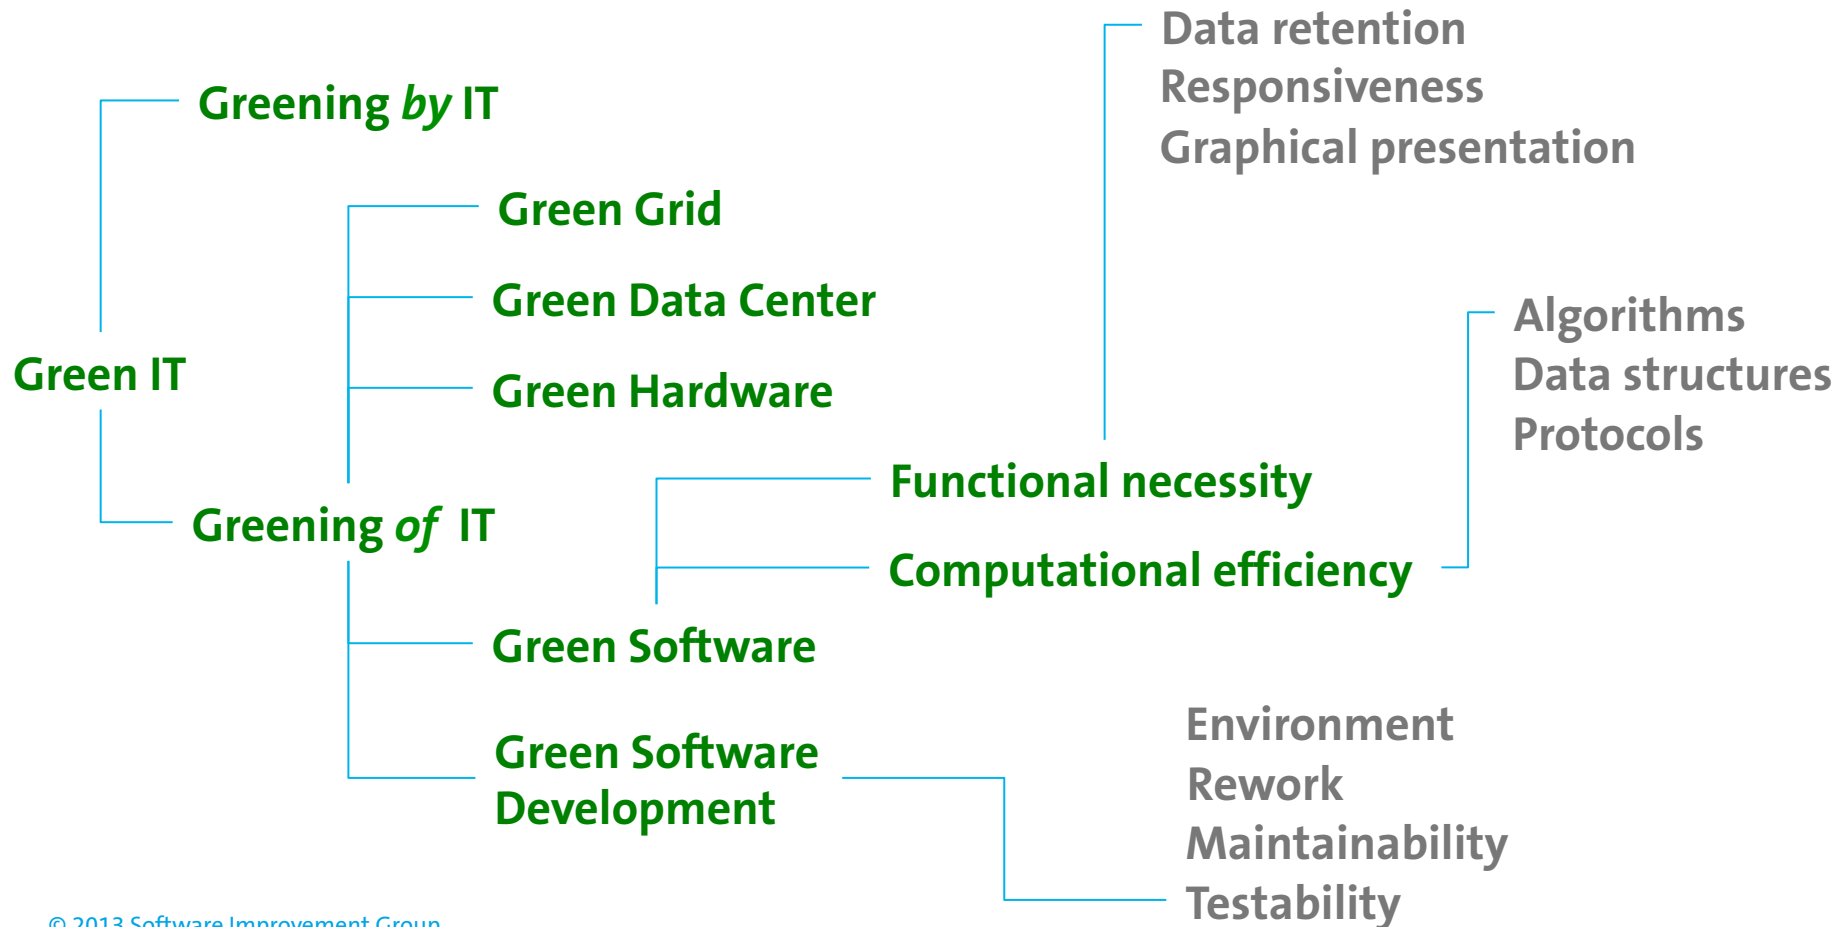 Data retention
Responsiveness
Graphical presentation
Greening by IT
Green Grid
Green Data Center
Green Hardware
Green IT
Algorithms
Data structures
Protocols
Functional necessity
Greening of IT
Computational efficiency
Green Software
Green Software
Development
Environment
Rework
Maintainability
Testability
© 2013 Software Improvement Group